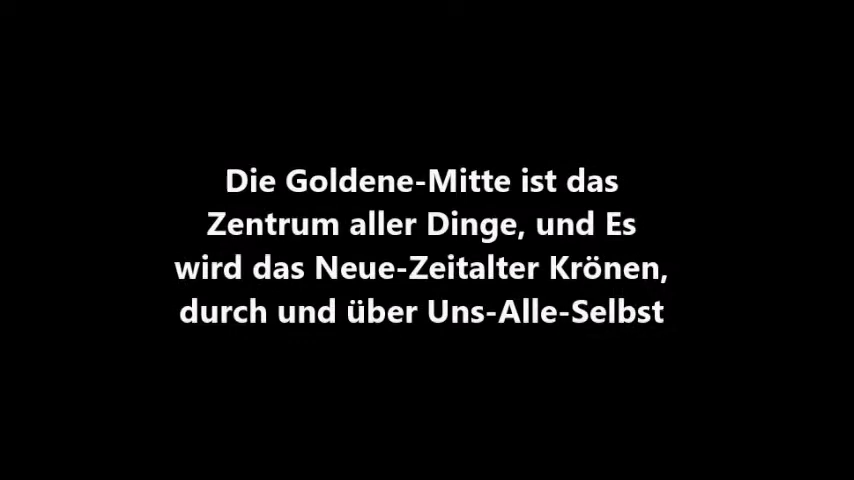 Die Goldene-Mitte ist das
Zentrum aller Dinge, und Es
wird das Neue-Zeitalter Krönen,
durch und über Uns-Alle-Selbst